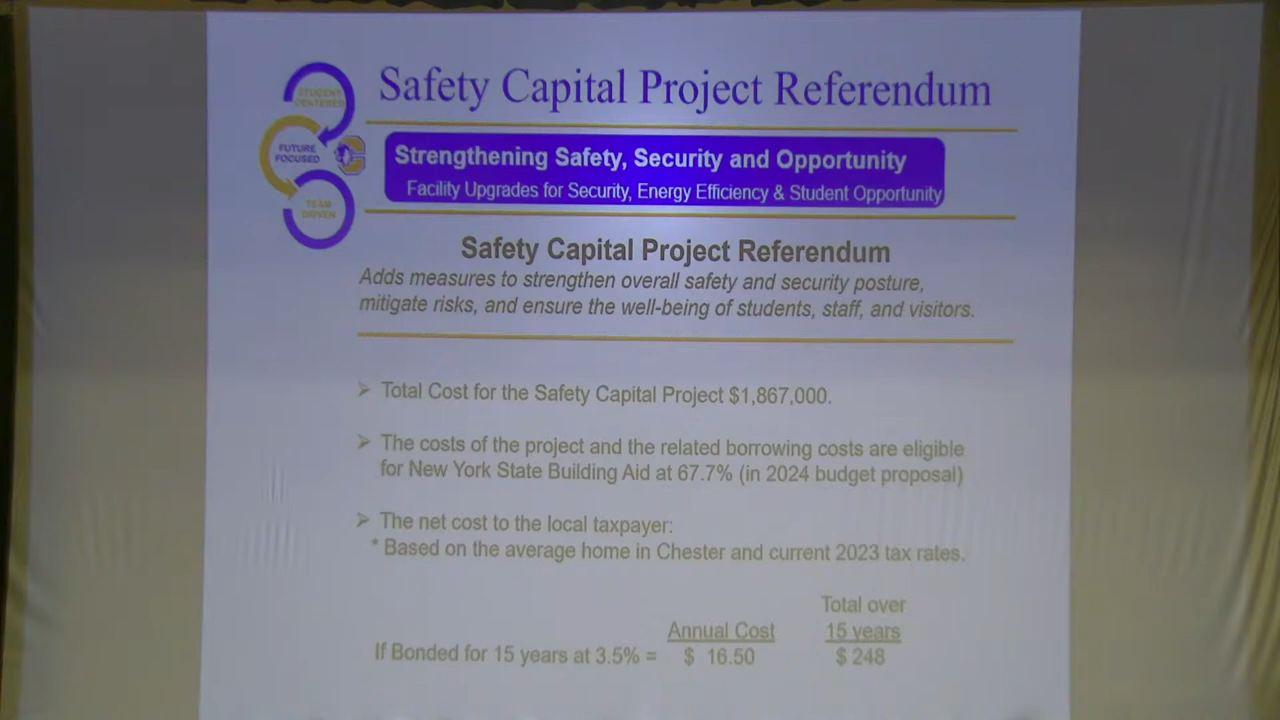 Safety Capital Project Referendum
STUDENT
CENTERED
FUTURE
FOCUSED
TEAM
DRIVEN
Strengthening Safety, Security and Opportunity
Facility Upgrades for Security, Energy Efficiency & Student Opportunity
Safety Capital Project Referendum
Adds measures to strengthen overall safety and security posture,
mitigate risks, and ensure the well-being of students, staff, and visitors.
➢ Total Cost for the Safety Capital Project $1,867,000.
➢ The costs of the project and the related borrowing costs are eligible
for New York State Building Aid at 67.7% (in 2024 budget proposal)
➢ The net cost to the local taxpayer:
* Based on the average home in Chester and current 2023 tax rates.
Total over
Annual Cost 15 years
If Bonded for 15 years at 3.5% = $ 16.50 $ 248